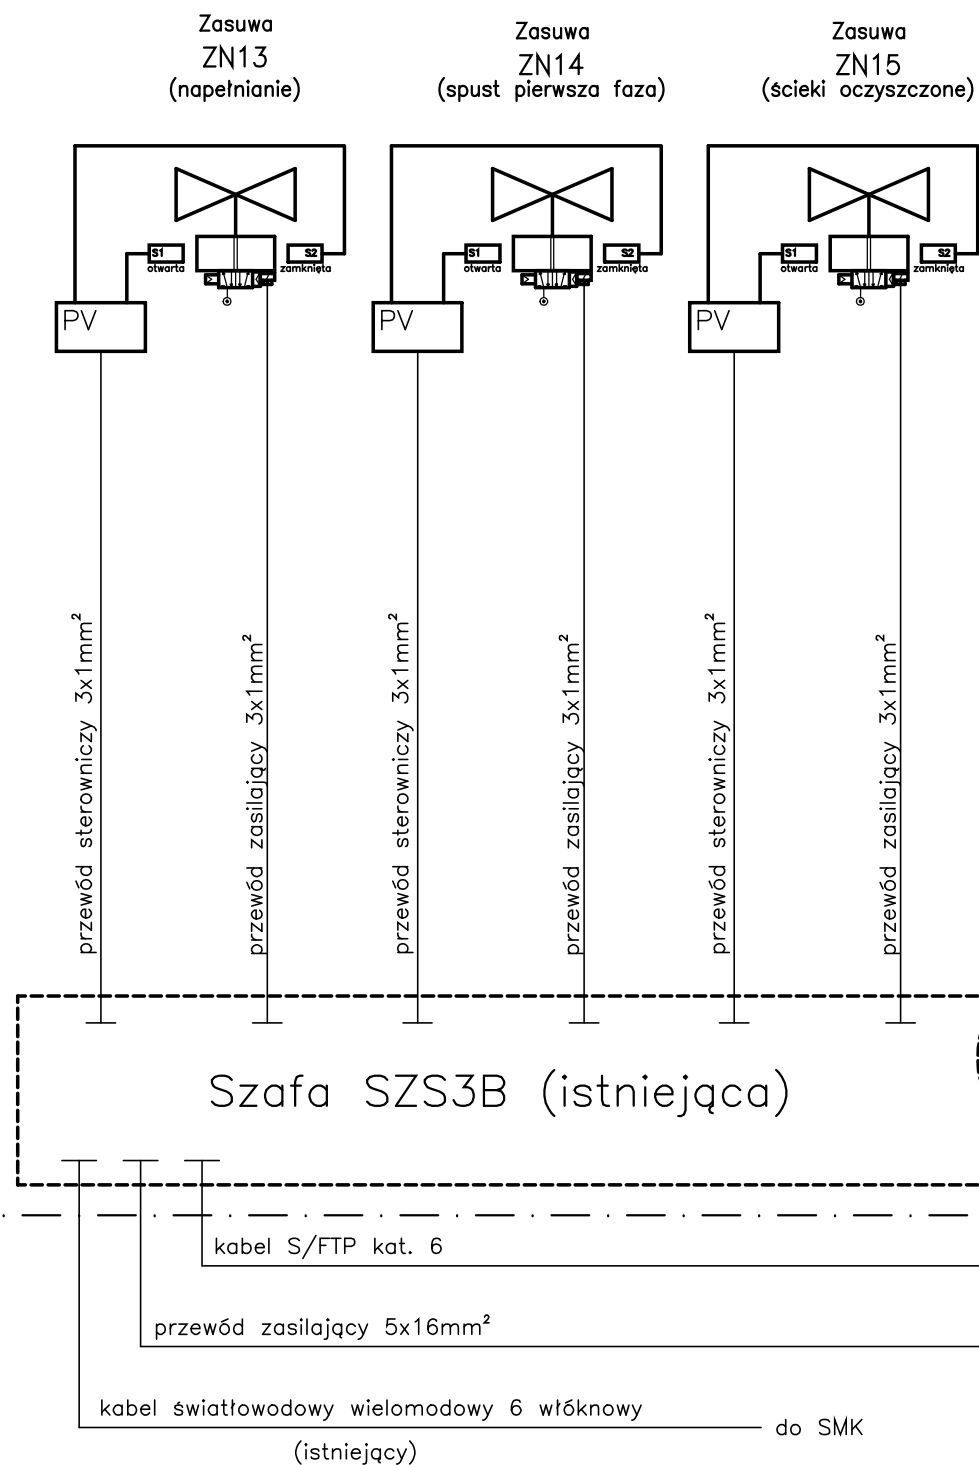 Zasuwa
ZN13
(napełnianie)
Zasuwa
ZN14
(spust pierwsza faza)
Zasuwa
ZN15
(ścieki oczyszczone)
S1
otwarta
S2
zamknięta
PV
S1
otwarta
S2
zamknięta
PV
S1
otwarta
S2
zamknięta
PV
przewód sterowniczy 3x1mm²
przewód zasilający 3x1mm²
przewód sterowniczy 3x1mm²
przewód zasilający 3x1mm²
przewód sterowniczy 3x1mm²
przewód zasilający 3x1mm²
Szafa SZS3B (istniejąca)
kabel S/FTP kat. 6
przewód zasilający 5x16mm²
kabel światłowodowy wielomodowy 6 włóknowy
do SMK
(istniejący)